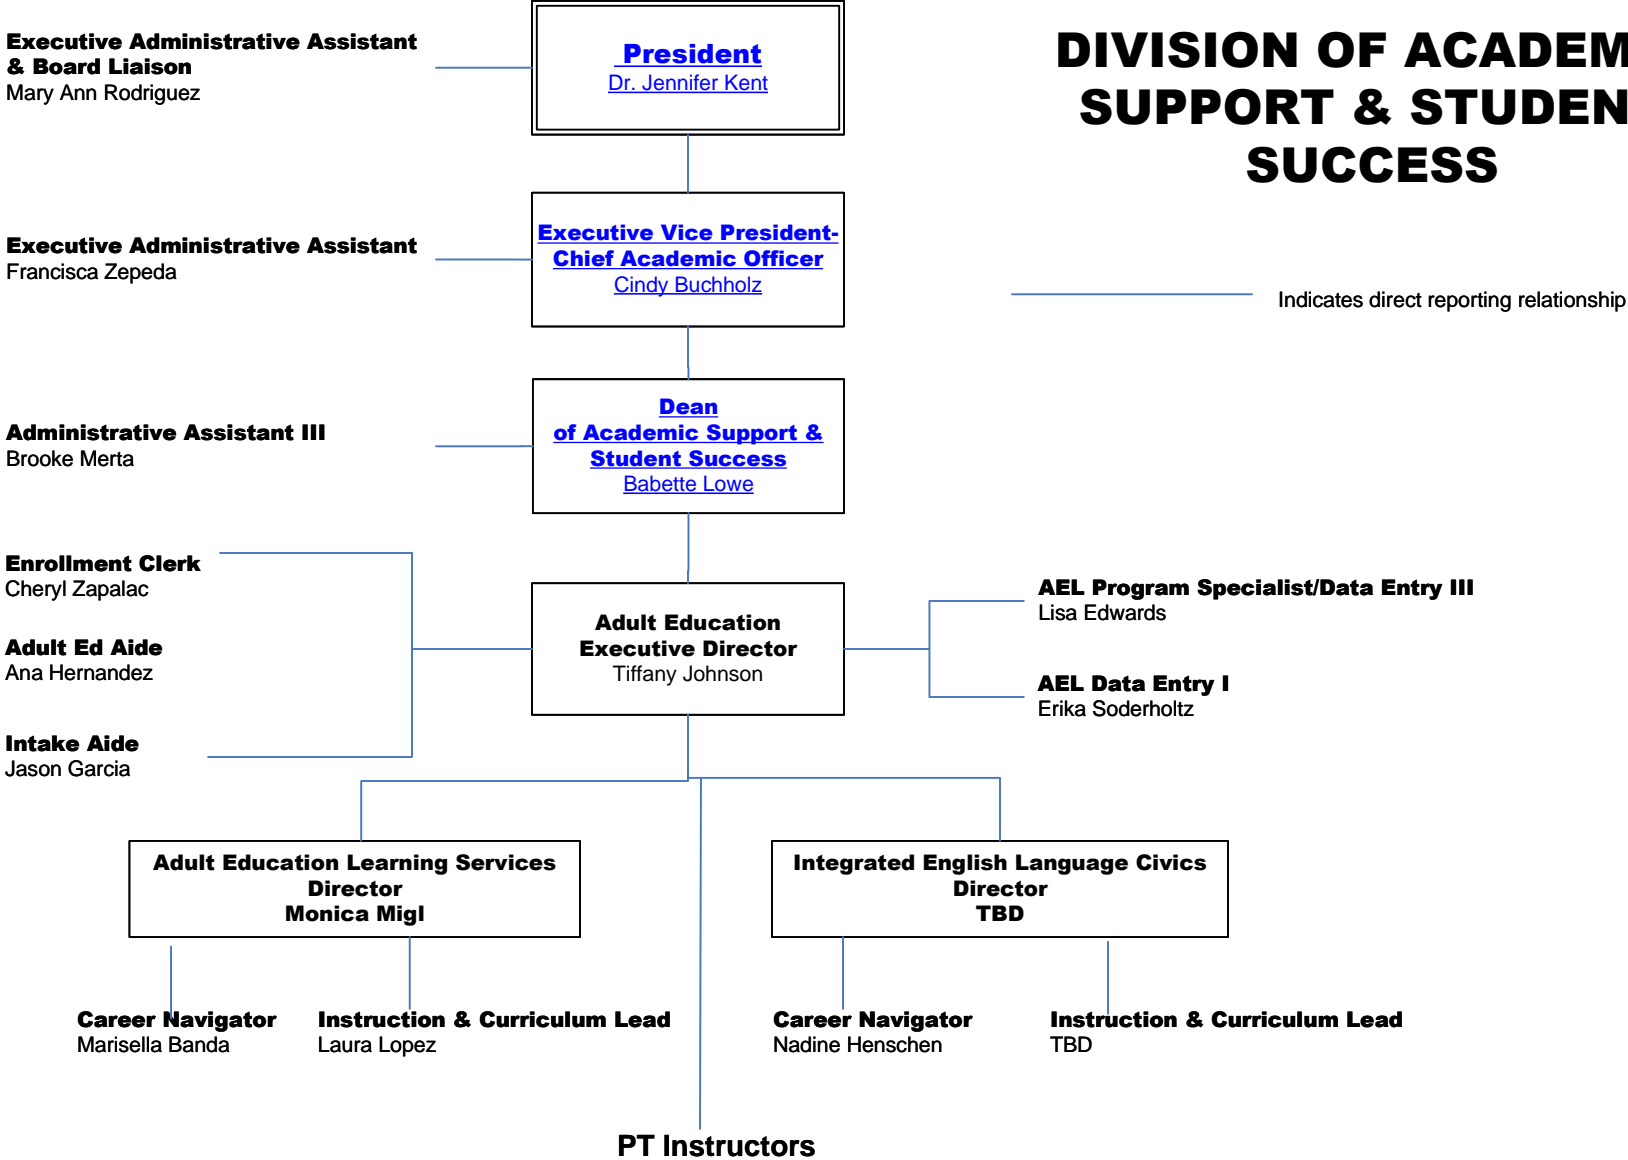 Executive Administrative Assistant
& Board Liaison
Mary Ann Rodriguez
President
Dr. Jennifer Kent
DIVISION OF ACADEM
SUPPORT & STUDEN
SUCCESS
Executive Administrative Assistant
Francisca Zepeda
Executive Vice President-
Chief Academic Officer
Cindy Buchholz
Indicates direct reporting relationship
Administrative Assistant III
Brooke Merta
Dean
of Academic Support &
Student Success
Babette Lowe
Enrollment Clerk
Cheryl Zapalac
Adult Ed Aide
Ana Hernandez
Intake Aide
Jason Garcia
Adult Education
Executive Director
Tiffany Johnson
AEL Program Specialist/Data Entry III
Lisa Edwards
AEL Data Entry I
Erika Soderholtz
Adult Education Learning Services
Director
Monica Migl
Integrated English Language Civics
Director
TBD
Career Navigator
Marisella Banda
Instruction & Curriculum Lead
Laura Lopez
Career Navigator
Nadine Henschen
Instruction & Curriculum Lead
TBD
PT Instructors